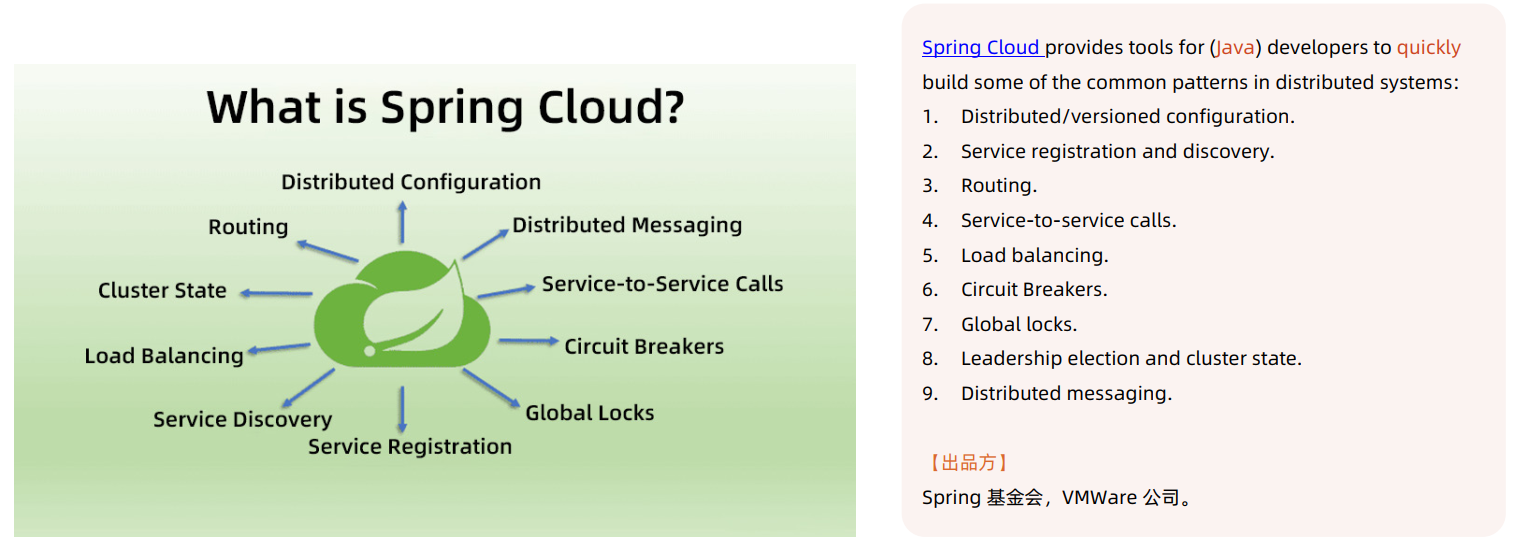 What is Spring Cloud?
Distributed Configuration
Routing
Distributed Messaging
Cluster State
Service-to-Service Calls
Load Balancing
Circuit Breakers
Service Discovery
Global Locks
Service Registration
Spring Cloud provides tools for (Java) developers to quickly
build some of the common patterns in distributed systems:
1. Distributed/versioned configuration.
2. Service registration and discovery.
3. Routing.
4. Service-to-service calls.
5. Load balancing.
6. Circuit Breakers.
7. Global locks.
8. Leadership election and cluster state.
9. Distributed messaging.
【出品方】
Spring 基金会，VMWare 公司。